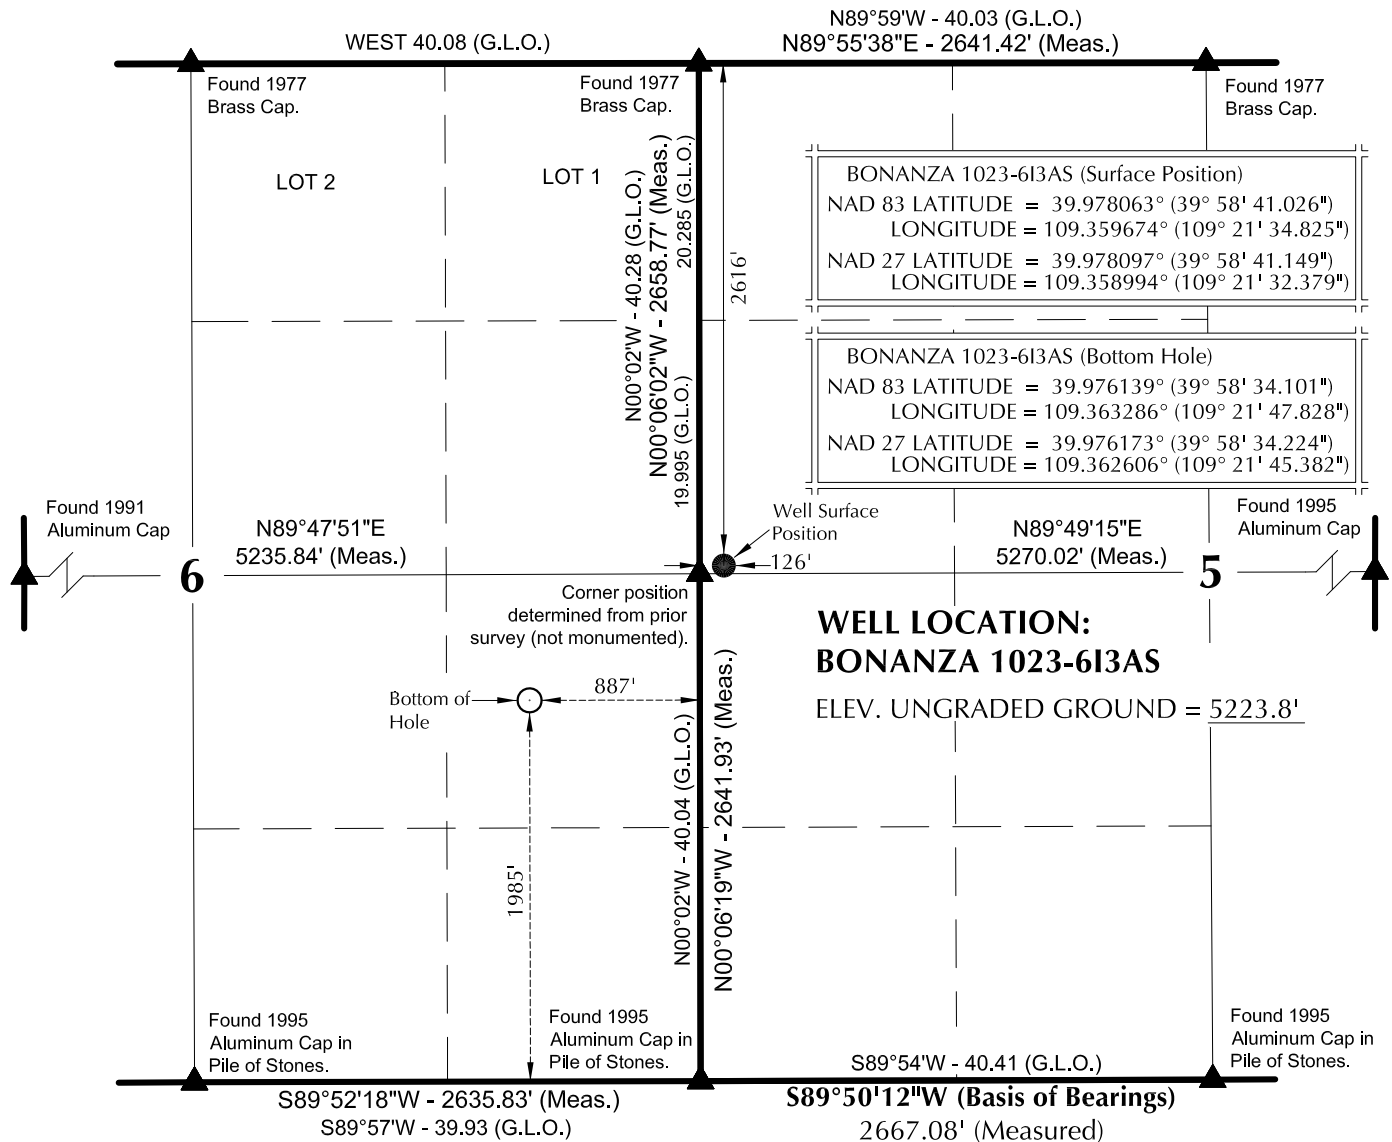 WEST 40.08 (G.L.O.)
N89°59'W - 40.03 (G.L.O.)
N89°55'38"E - 2641.42' (Meas.)
Found 1977
Brass Cap.
Found 1977
Brass Cap.
Found 1977
Brass Cap.
LOT 2
LOT 1
N00°02'W - 40.28 (G.L.O.)
N00°06'02"W - 2658.77' (Meas.)
20.285 (G.L.O.)
19.995 (G.L.O.)
2616'
BONANZA 1023-6I3AS (Surface Position)
NAD 83 LATITUDE = 39.978063° (39° 58' 41.026")
LONGITUDE = 109.359674° (109° 21' 34.825")
NAD 27 LATITUDE = 39.978097° (39° 58' 41.149")
LONGITUDE = 109.358994° (109° 21' 32.379")
BONANZA 1023-6I3AS (Bottom Hole)
NAD 83 LATITUDE = 39.976139° (39° 58' 34.101")
LONGITUDE = 109.363286° (109° 21' 47.828")
NAD 27 LATITUDE = 39.976173° (39° 58' 34.224")
LONGITUDE = 109.362606° (109° 21' 45.382")
Found 1991
Aluminum Cap
N89°47'51"E
5235.84' (Meas.)
6
Well Surface
Position
126'
N89°49'15"E
5270.02' (Meas.)
Found 1995
Aluminum Cap
5
Corner position
determined from prior
survey (not monumented).
WELL LOCATION:
BONANZA 1023-6I3AS
ELEV. UNGRADED GROUND = 5223.8'
Bottom of
Hole
887'
1985'
N00°02'W - 40.04 (G.L.O.)
N00°06'19"W - 2641.93' (Meas.)
Found 1995
Aluminum Cap in
Pile of Stones.
Found 1995
Aluminum Cap in
Pile of Stones.
Found 1995
Aluminum Cap in
Pile of Stones.
S89°52'18"W - 2635.83' (Meas.)
S89°57'W - 39.93 (G.L.O.)
S89°54'W - 40.41 (G.L.O.)
S89°50'12"W (Basis of Bearings)
2667.08' (Measured)